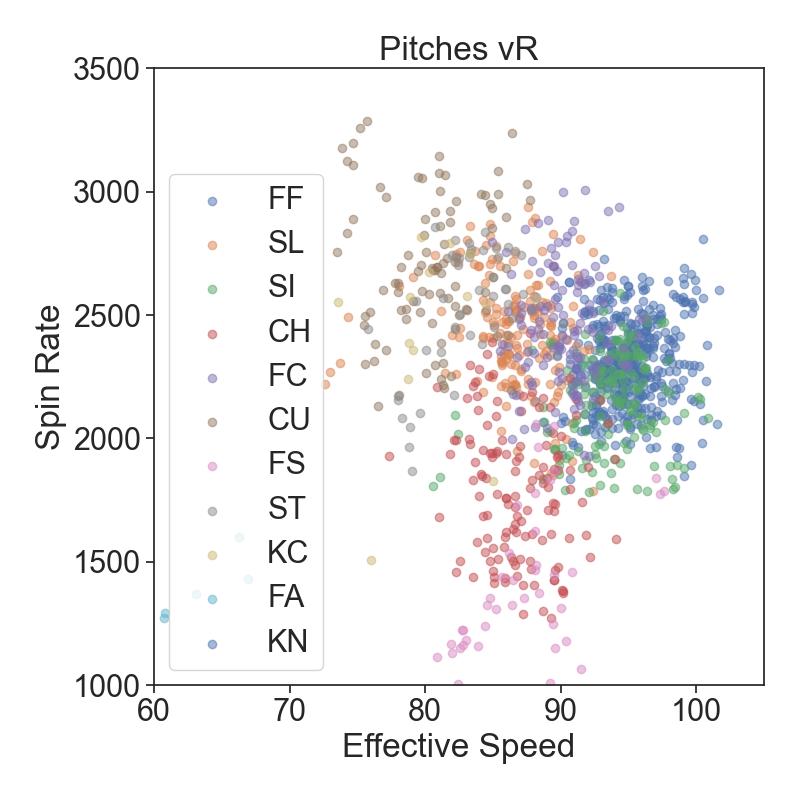 Pitches vR
3500
3000
2500
2000
1500
1000
Spin Rate
FF
SL
SI
CH
FC
CU
FS
ST
KC
FA
KN
60
70
80
90
100
Effective Speed